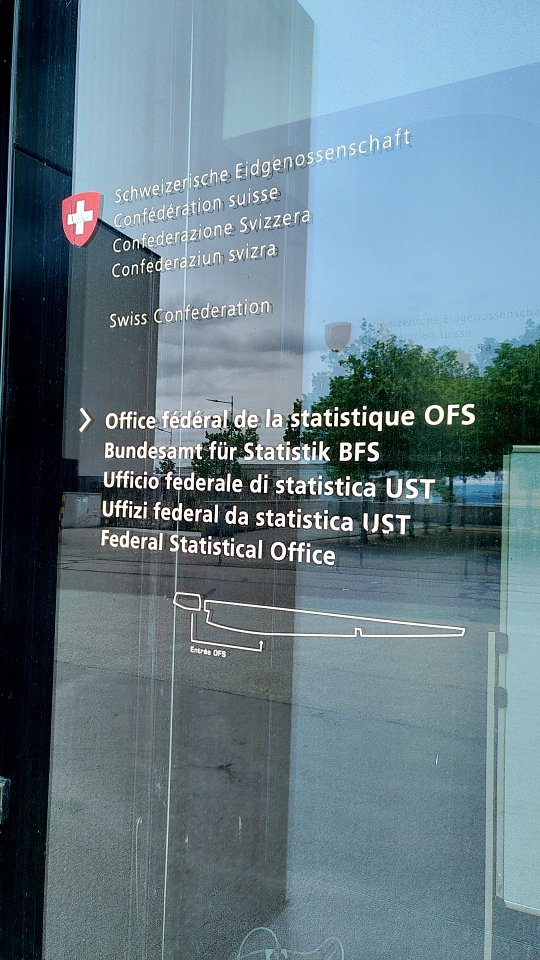 Schweizerische Eidgenossenschaft
Confédération suisse
Confederazione Svizzera
Confederaziun svizra
Swiss Confederation
Office fédéral de la statistique OFS
Bundesamt für Statistik BFS
Ufficio federale di statistica UST
Uffizi federal da statistica UST
Federal Statistical Office
Entrée OFS